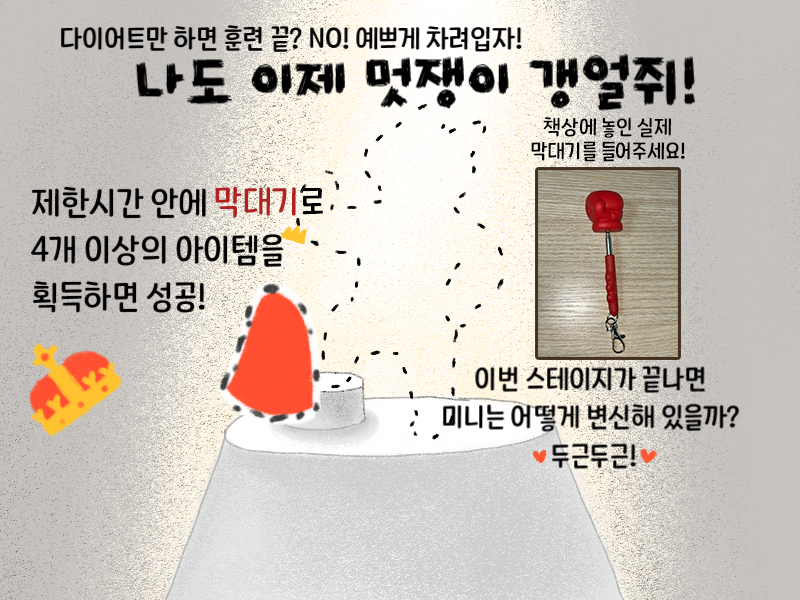 다이어트만 하면 훈련 끝? NO! 예쁘게 차려입자!
나도 이제 멋쟁이 갱얼쥐!
책상에 놓인 실제
막대기를 들어주세요!
제한시간 안에 막대기로
4개 이상의 아이템을
획득하면 성공!
이번 스테이지가 끝나면
미니는 어떻게 변신해 있을까?
두근두근!